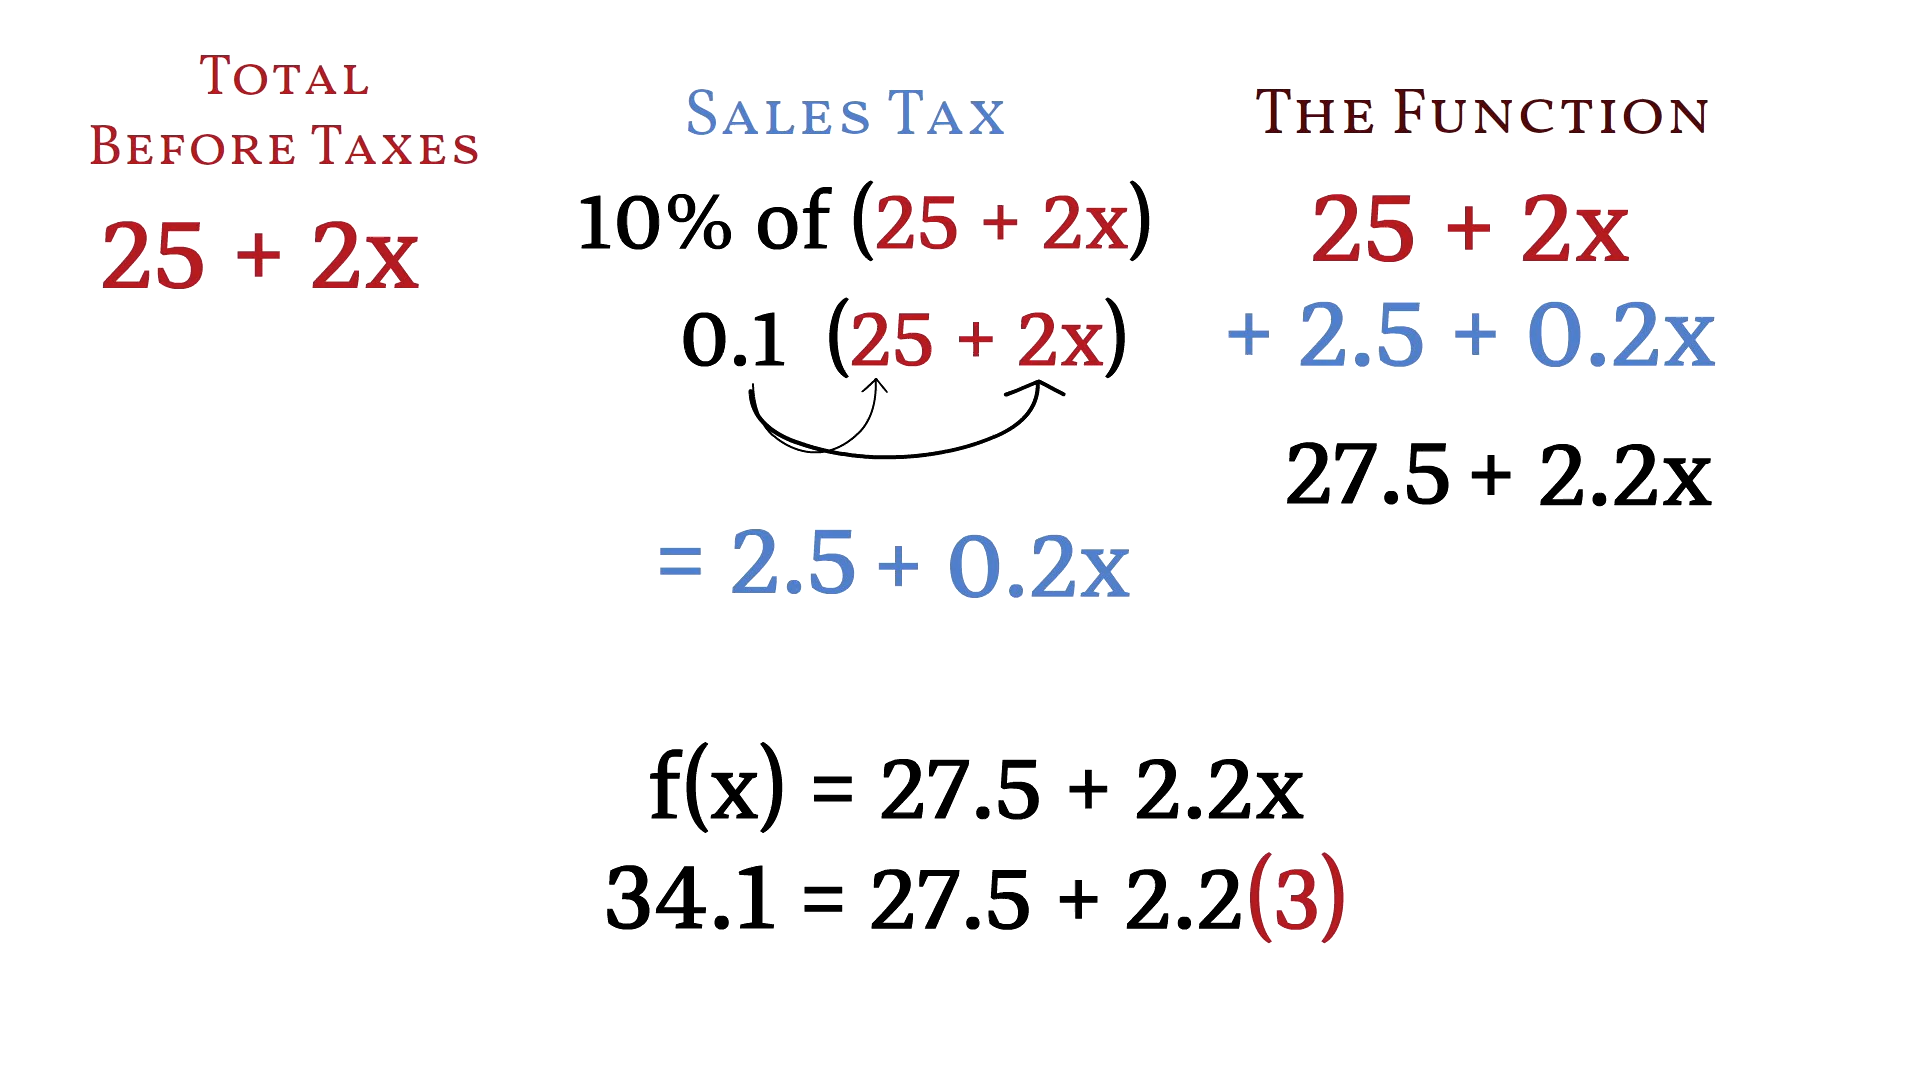 TOTAL
BEFORE TAXES
25 + 2x
SALES TAX
10% of (25 + 2x)
0.1 (25 + 2x)
= 2.5 + 0.2x
THE FUNCTION
25 + 2x
+ 2.5 + 0.2x
27.5 + 2.2x
f(x) = 27.5 + 2.2x
34.1 = 27.5 + 2.2(3)